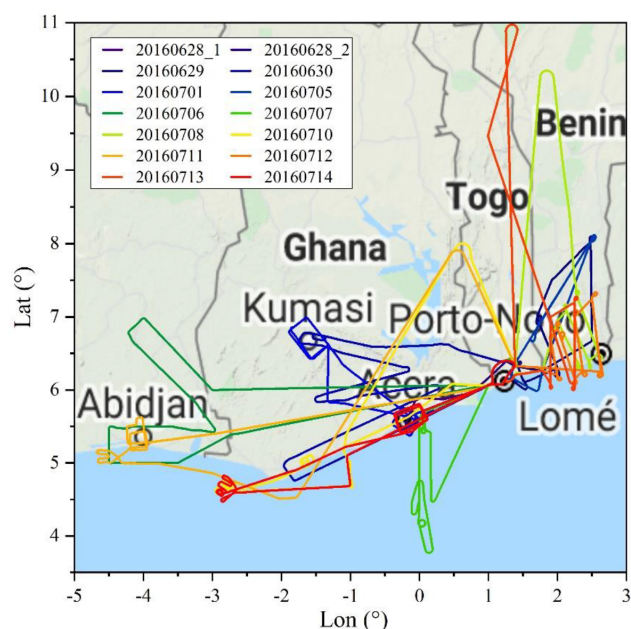 11
10
9
8
7
6
5
4
Lat (°)
20160628_1 20160628_2
20160629 20160630
20160701 20160705
20160706 20160707
20160708 20160710
20160711 20160712
20160713 20160714
Benin
Togo
Ghana
Kumasi
Porto-Novo
Accra
Abidjan
Lomé
-5 -4 -3 -2 -1 0 1 2 3
Lon (°)